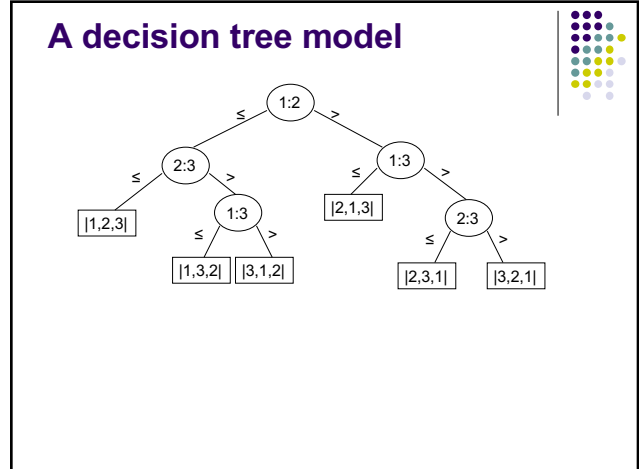 A decision tree model
1:2
≤ >
2:3 1:3
≤ > ≤ >
|1,2,3| 1:3 |2,1,3| 2:3
≤ > ≤ >
|1,3,2| |3,1,2| |2,3,1| |3,2,1|